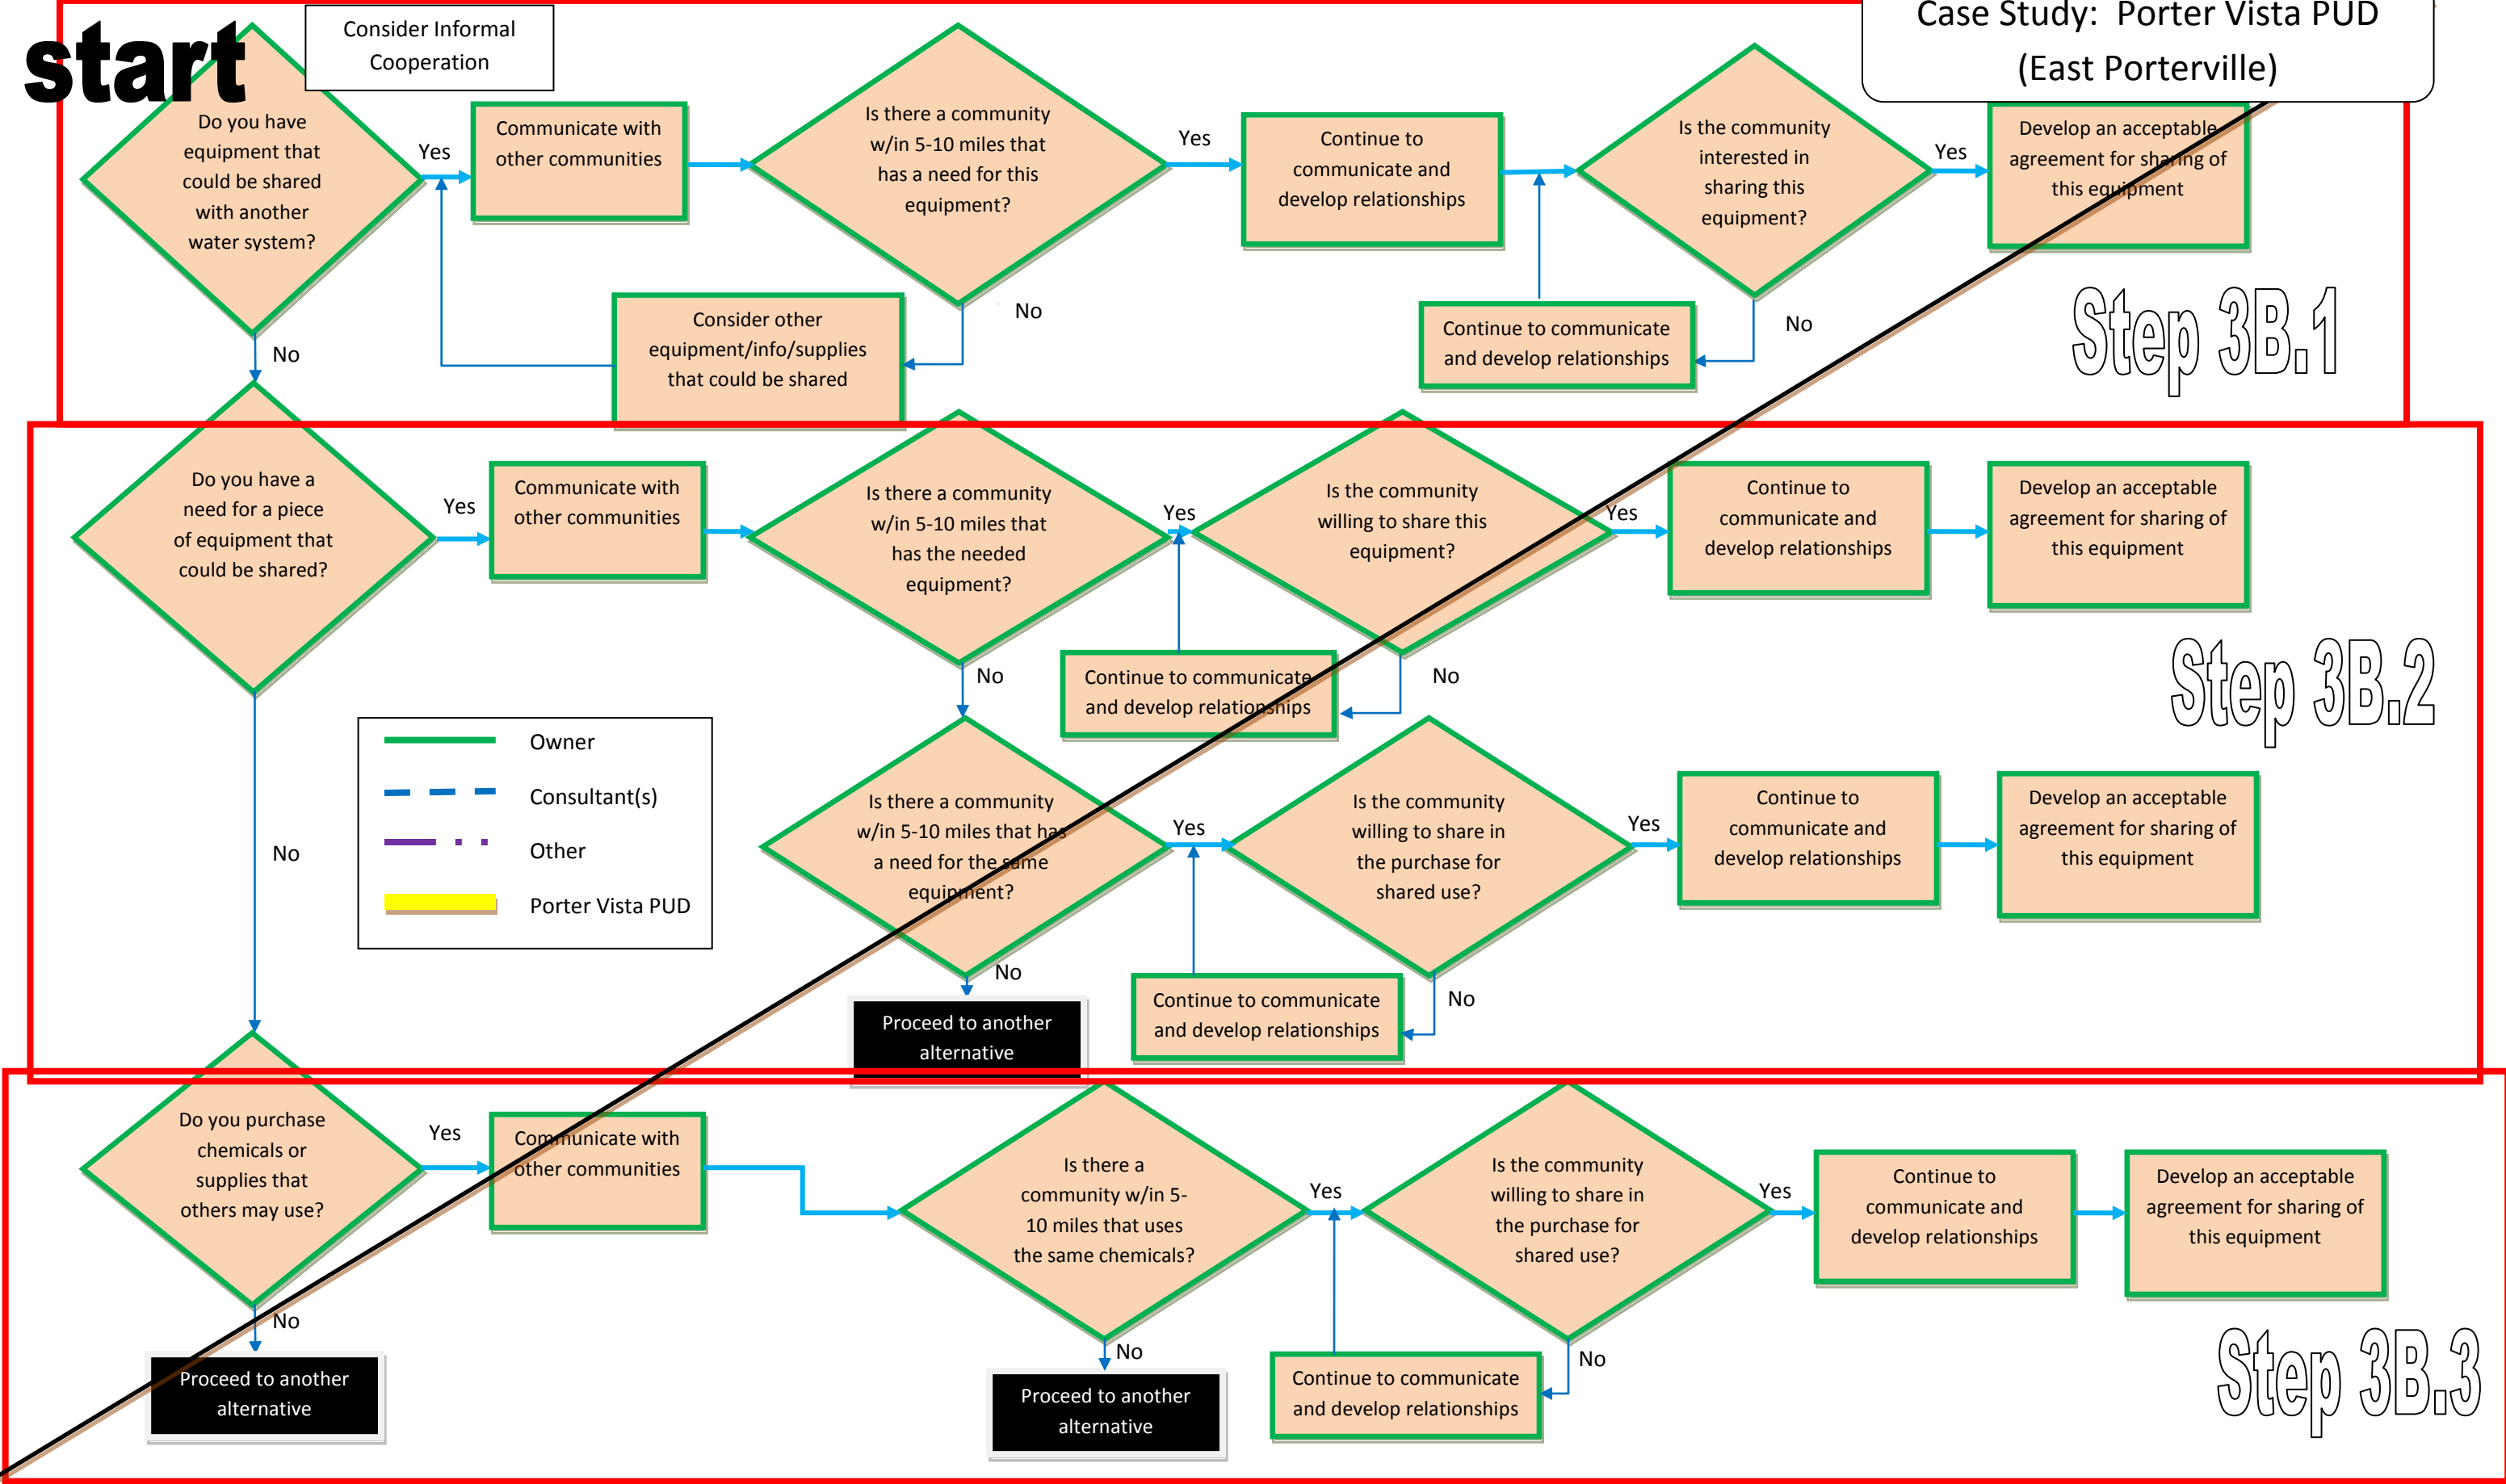 Case Study: Porter Vista PUD
(East Porterville)
start
Consider Informal
Cooperation
Do you have
equipment that
could be shared
with another
water system?
Yes
No
Communicate with
other communities
Is there a community
w/in 5-10 miles that
has a need for this
equipment?
Yes
No
Consider other
equipment/info/supplies
that could be shared
Continue to
communicate and
develop relationships
Is the community
interested in
sharing this
equipment?
Yes
No
Continue to communicate
and develop relationships
Develop an acceptable
agreement for sharing of
this equipment
Step 3B.1
Do you have a
need for a piece
of equipment that
could be shared?
Yes
No
Communicate with
other communities
Is there a community
w/in 5-10 miles that
has the needed
equipment?
Yes
No
Is the community
willing to share this
equipment?
Yes
No
Continue to communicate
and develop relationships
Continue to
communicate and
develop relationships
Develop an acceptable
agreement for sharing of
this equipment
Step 3B.2
Owner
Consultant(s)
Other
Porter Vista PUD
Is there a community
w/in 5-10 miles that has
a need for the same
equipment?
Yes
No
Proceed to another
alternative
Is the community
willing to share in
the purchase for
shared use?
Yes
No
Continue to communicate
and develop relationships
Continue to
communicate and
develop relationships
Develop an acceptable
agreement for sharing of
this equipment
Do you purchase
chemicals or
supplies that
others may use?
Yes
No
Proceed to another
alternative
Communicate with
other communities
Is there a
community w/in 5-
10 miles that uses
the same chemicals?
Yes
No
Proceed to another
alternative
Is the community
willing to share in
the purchase for
shared use?
Yes
No
Continue to communicate
and develop relationships
Continue to
communicate and
develop relationships
Develop an acceptable
agreement for sharing of
this equipment
Step 3B.3